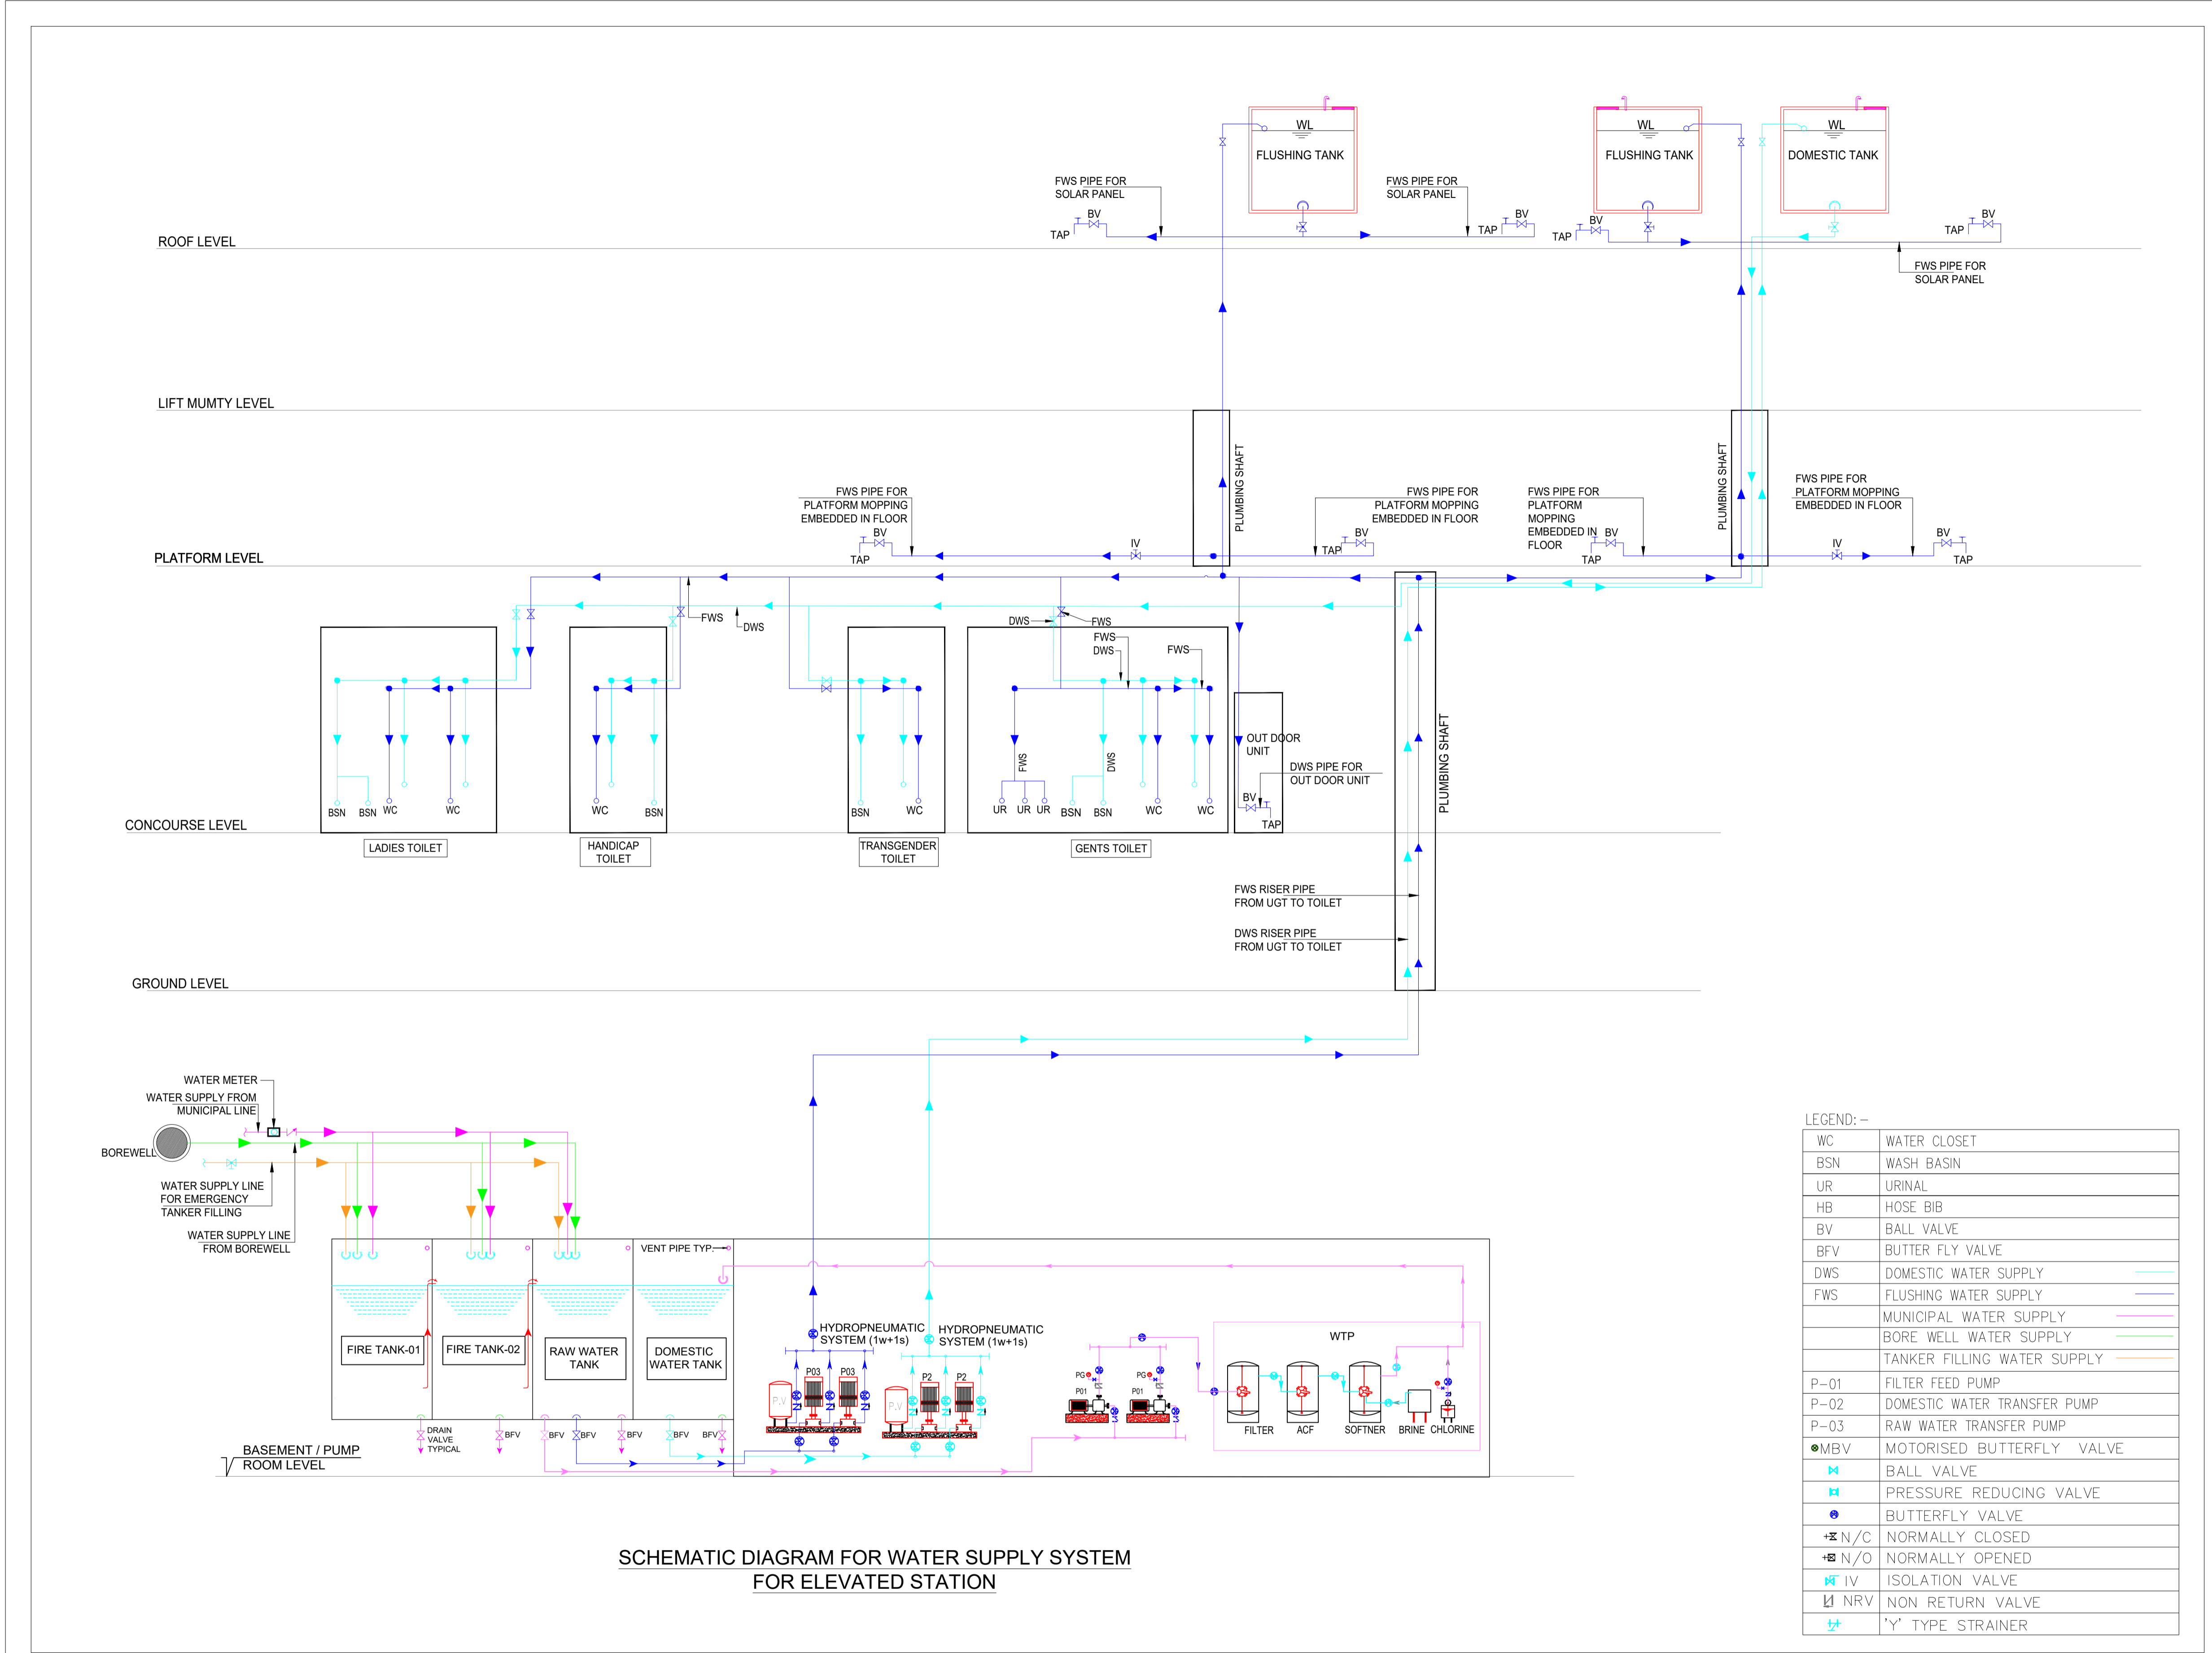 WL
WL
WL
FLUSHING TANK
FLUSHING TANK
DOMESTIC TANK
FWS PIPE FOR
SOLAR PANEL
FWS PIPE FOR
SOLAR PANEL
BV
TAP
BV
TAP
BV
TAP
BV
TAP
ROOF LEVEL
FWS PIPE FOR
SOLAR PANEL
LIFT MUMTY LEVEL
PLUMBING SHAFT
PLUMBING SHAFT
FWS PIPE FOR
PLATFORM MOPPING
EMBEDDED IN FLOOR
FWS PIPE FOR
PLATFORM MOPPING
EMBEDDED IN FLOOR
FWS PIPE FOR
PLATFORM
MOPPING
EMBEDDED IN
FLOOR
FWS PIPE FOR
PLATFORM MOPPING
EMBEDDED IN FLOOR
BV
TAP
IV
BV
TAP
BV
TAP
IV
BV
TAP
PLATFORM LEVEL
FWS
DWS
DWS
FWS
FWS
DWS
FWS
FWS
DWS
OUT DOOR
UNIT
DWS PIPE FOR
OUT DOOR UNIT
BV
TAP
PLUMBING SHAFT
BSN
BSN
WC
WC
WC
BSN
BSN
WC
UR
UR
UR
BSN
BSN
WC
WC
CONCOURSE LEVEL
LADIES TOILET
HANDICAP
TOILET
TRANSGENDER
TOILET
GENTS TOILET
FWS RISER PIPE
FROM UGT TO TOILET
DWS RISER PIPE
FROM UGT TO TOILET
GROUND LEVEL
WATER METER
WATER SUPPLY FROM
MUNICIPAL LINE
BOREWELL
WATER SUPPLY LINE
FOR EMERGENCY
TANKER FILLING
WATER SUPPLY LINE
FROM BOREWELL
VENT PIPE TYP.
FIRE TANK-01
FIRE TANK-02
RAW WATER
TANK
DOMESTIC
WATER TANK
HYDROPNEUMATIC
SYSTEM (1w+1s)
HYDROPNEUMATIC
SYSTEM (1w+1s)
P03
P03
P.V
P2
P2
P.V
PG
P01
PG
P01
WTP
FILTER
ACF
SOFTNER
BRINE
CHLORINE
DRAIN
VALVE
TYPICAL
BFV
BFV
BFV
BFV
BFV
BFV
BASEMENT / PUMP
ROOM LEVEL
SCHEMATIC DIAGRAM FOR WATER SUPPLY SYSTEM
FOR ELEVATED STATION
LEGEND:-
WC WATER CLOSET
BSN WASH BASIN
UR URINAL
HB HOSE BIB
BV BALL VALVE
BFV BUTTER FLY VALVE
DWS DOMESTIC WATER SUPPLY
FWS FLUSHING WATER SUPPLY
MUNICIPAL WATER SUPPLY
BORE WELL WATER SUPPLY
TANKER FILLING WATER SUPPLY
P-01 FILTER FEED PUMP
P-02 DOMESTIC WATER TRANSFER PUMP
P-03 RAW WATER TRANSFER PUMP
MBV MOTORISED BUTTERFLY VALVE
BALL VALVE
PRESSURE REDUCING VALVE
BUTTERFLY VALVE
N/C NORMALLY CLOSED
N/O NORMALLY OPENED
IV ISOLATION VALVE
NRV NON RETURN VALVE
'Y' TYPE STRAINER